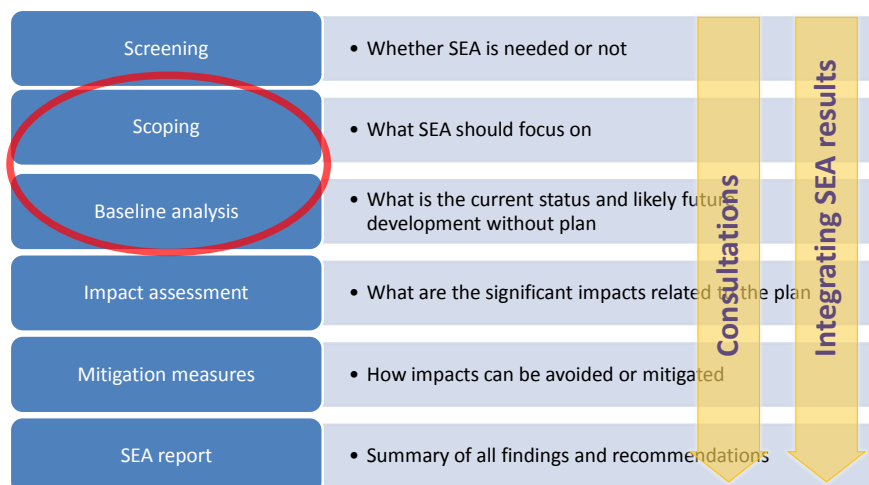 Screening
• Whether SEA is needed or not
Scoping
• What SEA should focus on
Baseline analysis
• What is the current status and likely future
development without plan
Impact assessment
• What are the significant impacts related to the plan
Mitigation measures
• How impacts can be avoided or mitigated
SEA report
• Summary of all findings and recommendations
Consultations
Integrating SEA results